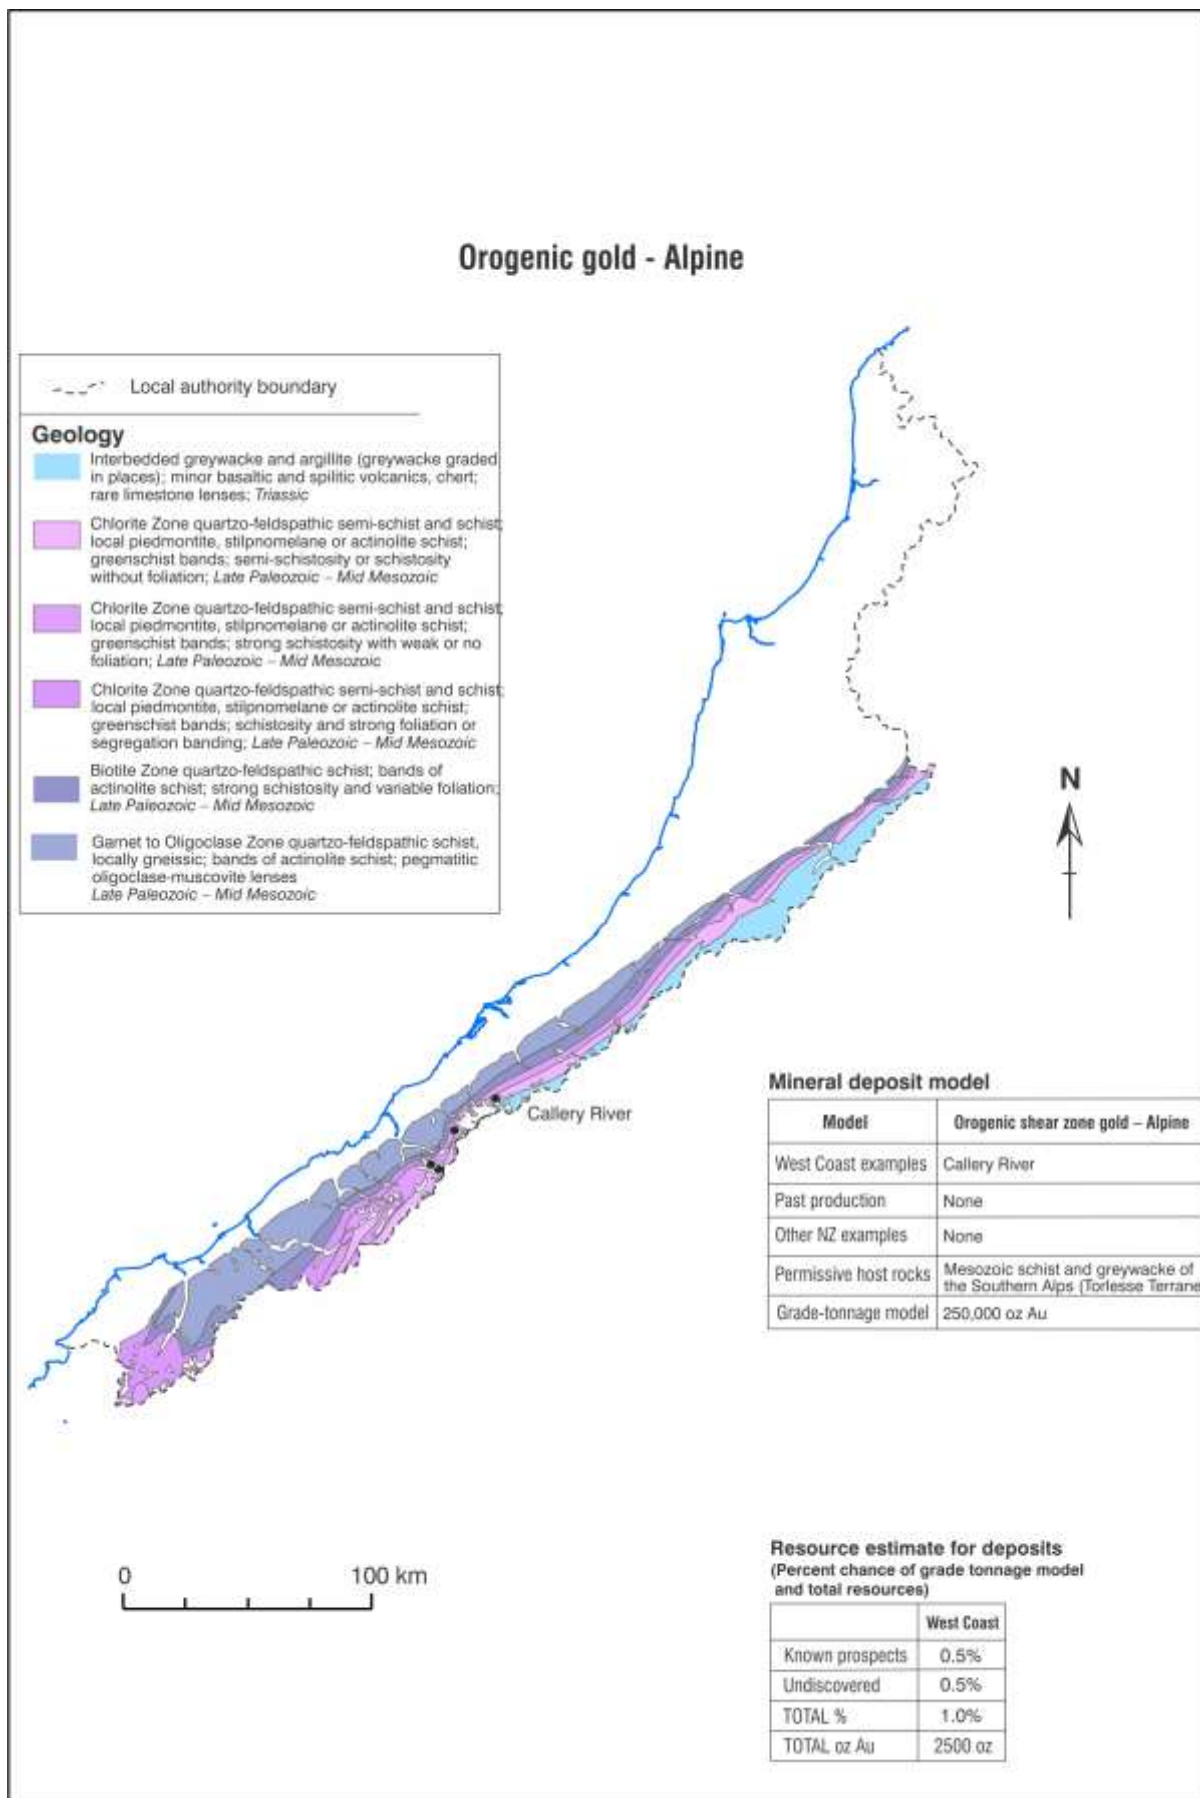 Orogenic gold - Alpine
Local authority boundary
Geology
Interbedded greywacke and argillite (greywacke graded
in places); minor basaltic and spilitic volcanics, chert;
rare limestone lenses; Triassic
Chlorite Zone quartzo-feldspathic semi-schist and schist;
local piedmontite, stilpnomelane or actinolite schist;
greenschist bands; semi-schistosity or schistosity
without foliation; Late Paleozoic – Mid Mesozoic
Chlorite Zone quartzo-feldspathic semi-schist and schist;
local piedmontite, stilpnomelane or actinolite schist;
greenschist bands; strong schistosity with weak or no
foliation; Late Paleozoic – Mid Mesozoic
Chlorite Zone quartzo-feldspathic semi-schist and schist;
local piedmontite, stilpnomelane or actinolite schist;
greenschist bands; schistosity and strong foliation or
segregation banding; Late Paleozoic – Mid Mesozoic
Biotite Zone quartzo-feldspathic schist; bands of
actinolite schist; strong schistosity and variable foliation;
Late Paleozoic – Mid Mesozoic
Garnet to Oligoclase Zone quartzo-feldspathic schist,
locally gneissic; bands of actinolite schist; pegmatitic
oligoclase-muscovite lenses
Late Paleozoic – Mid Mesozoic
N
Callery River
Mineral deposit model
Model Orogenic shear zone gold – Alpine
West Coast examples Callery River
Past production None
Other NZ examples None
Permissive host rocks Mesozoic schist and greywacke of
the Southern Alps (Torlesse Terrane
Grade-tonnage model 250,000 oz Au
0 100 km
Resource estimate for deposits
(Percent chance of grade tonnage model
and total resources)
West Coast
Known prospects 0.5%
Undiscovered 0.5%
TOTAL % 1.0%
TOTAL oz Au 2500 oz